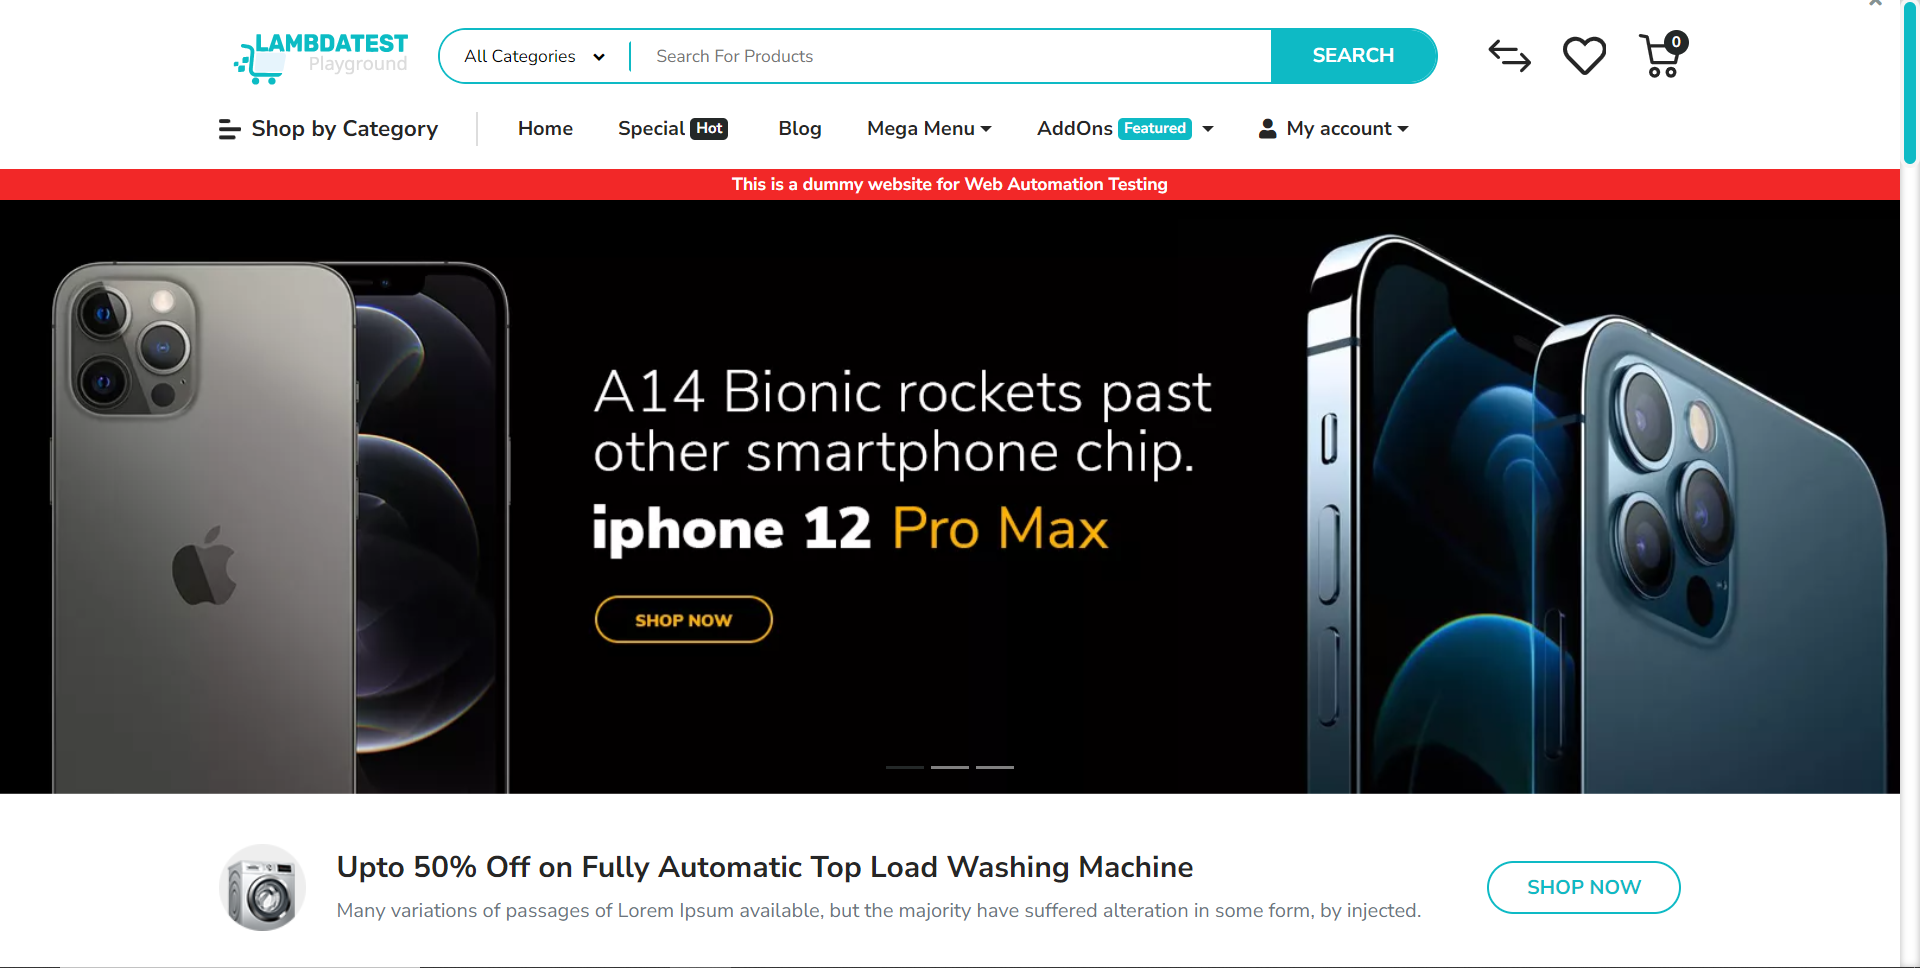 LAMBDATEST
Playground
All Categories
Search For Products
SEARCH
0
Shop by Category
Home
Special Hot
Blog
Mega Menu
AddOns Featured
My account
This is a dummy website for Web Automation Testing
A14 Bionic rockets past
other smartphone chip.
iphone 12 Pro Max
SHOP NOW
Upto 50% Off on Fully Automatic Top Load Washing Machine
Many variations of passages of Lorem Ipsum available, but the majority have suffered alteration in some form, by injected.
SHOP NOW